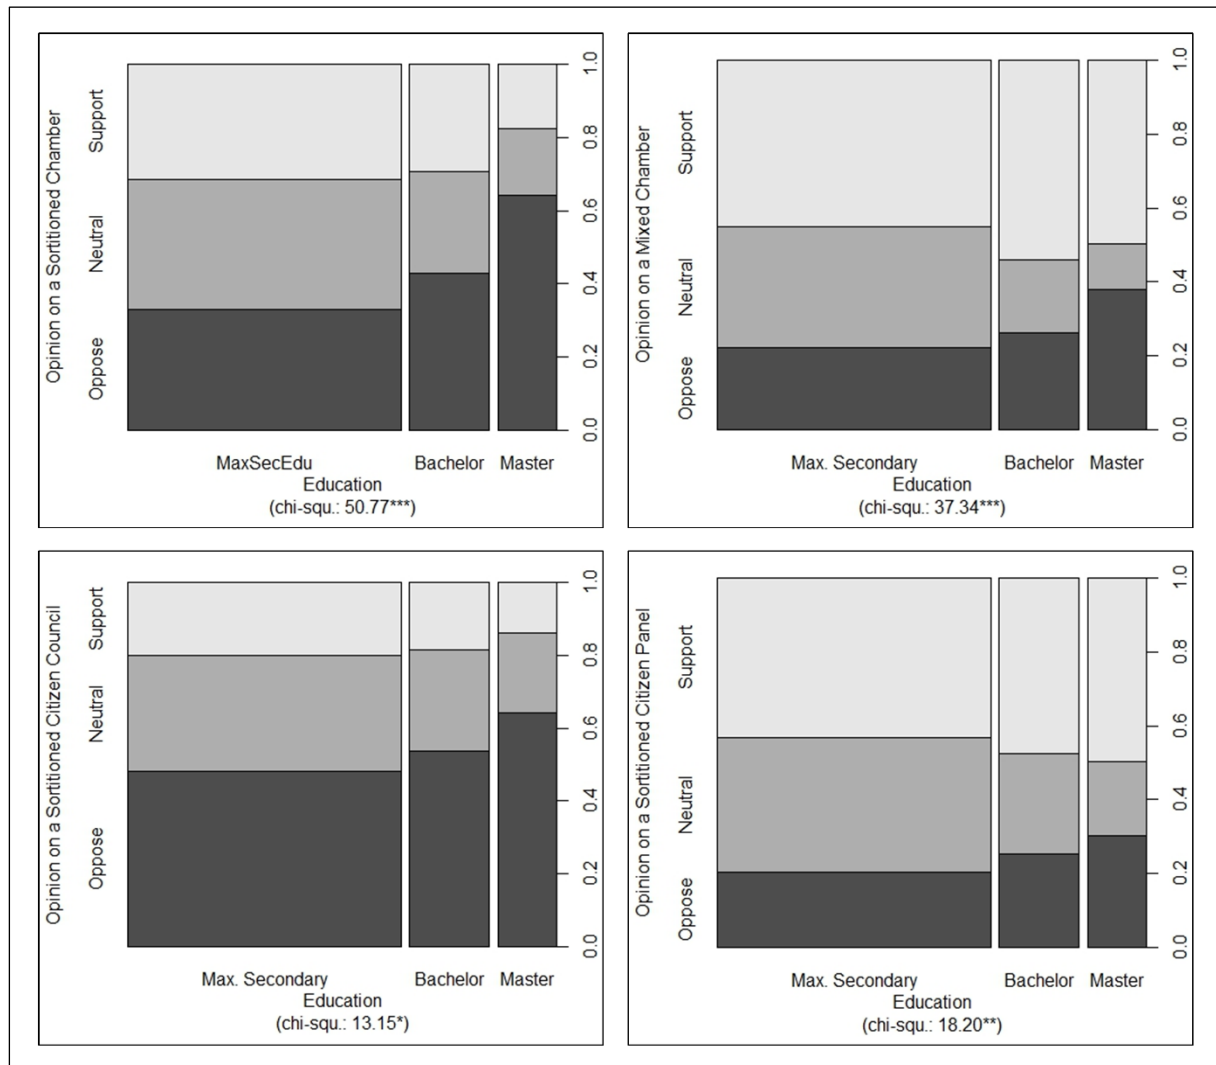 Opinion on a Sortitioned Chamber
Oppose
Neutral
Support
0.0
0.2
0.4
0.6
0.8
1.0
MaxSecEdu
Bachelor
Master
Education
(chi-squ.: 50.77***)
Opinion on a Mixed Chamber
Oppose
Neutral
Support
0.0
0.2
0.4
0.6
0.8
1.0
Max. Secondary
Bachelor
Master
Education
(chi-squ.: 37.34***)
Opinion on a Sortitioned Citizen Council
Oppose
Neutral
Support
0.0
0.2
0.4
0.6
0.8
1.0
Max. Secondary
Bachelor
Master
Education
(chi-squ.: 13.15*)
Opinion on a Sortitioned Citizen Panel
Oppose
Neutral
Support
0.0
0.2
0.4
0.6
0.8
1.0
Max. Secondary
Bachelor
Master
Education
(chi-squ.: 18.20**)